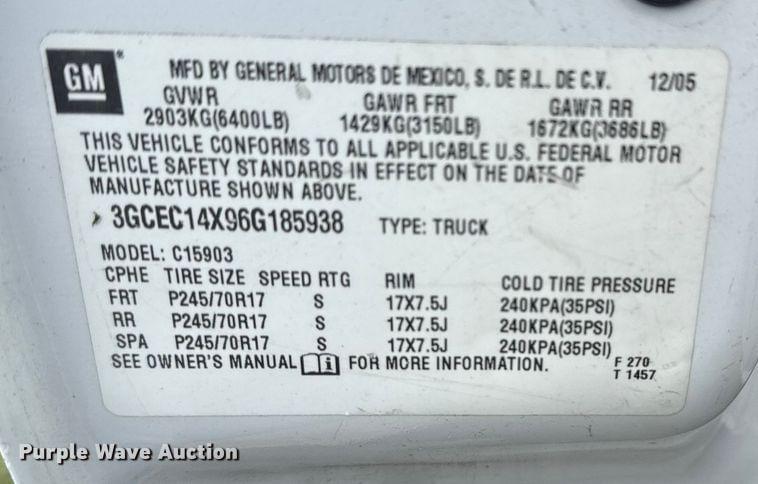 GM ®
MFD BY GENERAL MOTORS DE MEXICO, S. DE R.L. DE C.V. 12/05
GVWR GAWR FRT GAWR RR
2903KG(6400LB) 1429KG(3150LB) 1672KG(3686LB)
THIS VEHICLE CONFORMS TO ALL APPLICABLE U.S. FEDERAL MOTOR
VEHICLE SAFETY STANDARDS IN EFFECT ON THE DATE OF
MANUFACTURE SHOWN ABOVE.
3GCEC14X96G185938 TYPE: TRUCK
MODEL: C15903
CPHE TIRE SIZE SPEED RTG RIM COLD TIRE PRESSURE
FRT P245/70R17 S 17X7.5J 240KPA(35PSI)
RR P245/70R17 S 17X7.5J 240KPA(35PSI)
SPA P245/70R17 S 17X7.5J 240KPA(35PSI)
SEE OWNER'S MANUAL i FOR MORE INFORMATION. F 270
T 1457
Purple Wave Auction